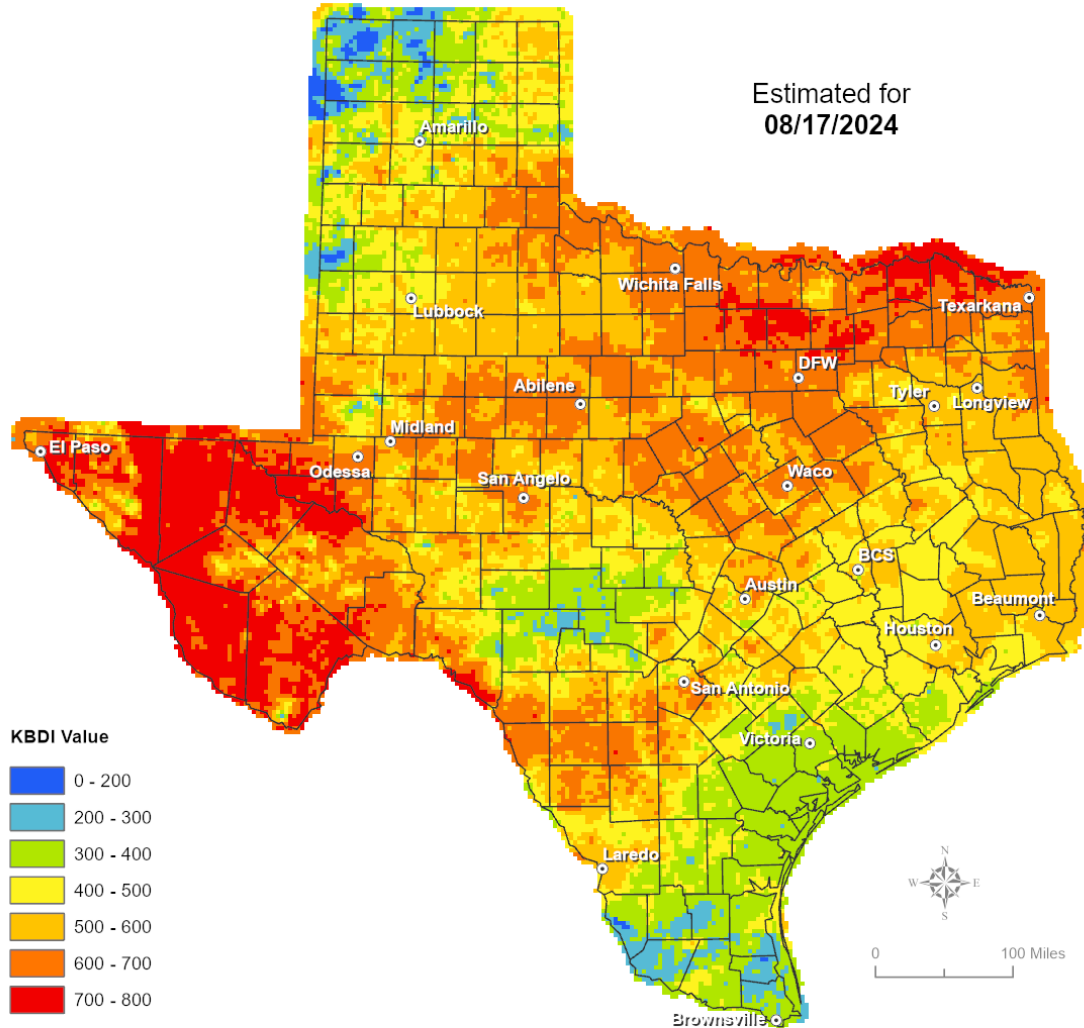 Estimated for
08/17/2024
Amarillo
Wichita Falls
Lubbock
Texarkana
DFW
Abilene
Tyler
Longview
Midland
El Paso
Odessa
San Angelo
Waco
BCS
Austin
Beaumont
Houston
San Antonio
Victoria
Laredo
Brownsville
KBDI Value
0 - 200
200 - 300
300 - 400
400 - 500
500 - 600
600 - 700
700 - 800
N
W
E
S
0 100 Miles